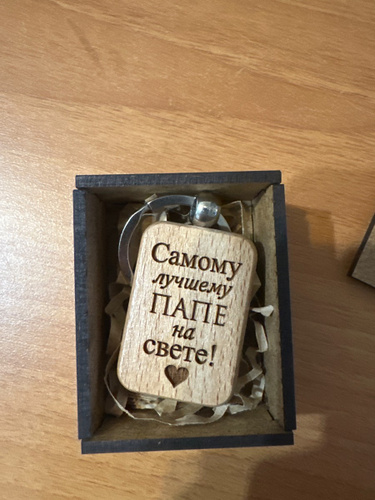 Самому
лучшему
ПАПЕ
на
свете!